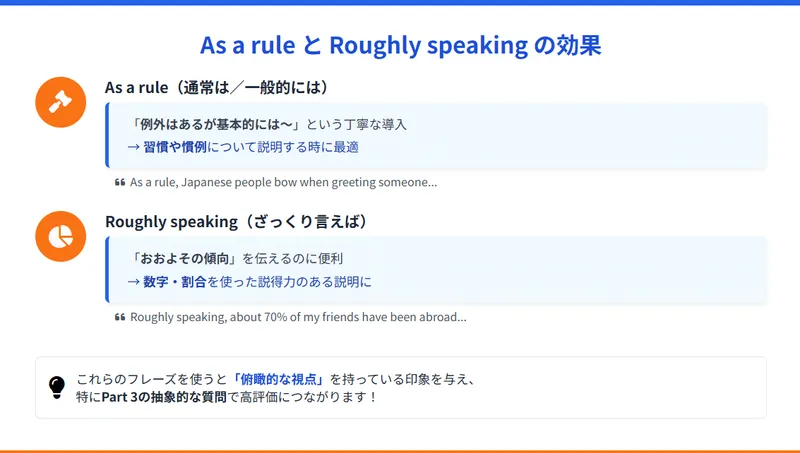 As a rule と Roughly speaking の効果
As a rule（通常は／一般的には）
「例外はあるが基本的には〜」という丁寧な導入
→ 習慣や慣例について説明する時に最適
❝ As a rule, Japanese people bow when greeting someone...
Roughly speaking（ざっくり言えば）
「おおよその傾向」を伝えるのに便利
→ 数字・割合を使った説得力のある説明に
❝ Roughly speaking, about 70% of my friends have been abroad...
これらのフレーズを使うと「俯瞰的な視点」を持っている印象を与え、
特にPart 3の抽象的な質問で高評価につながります！